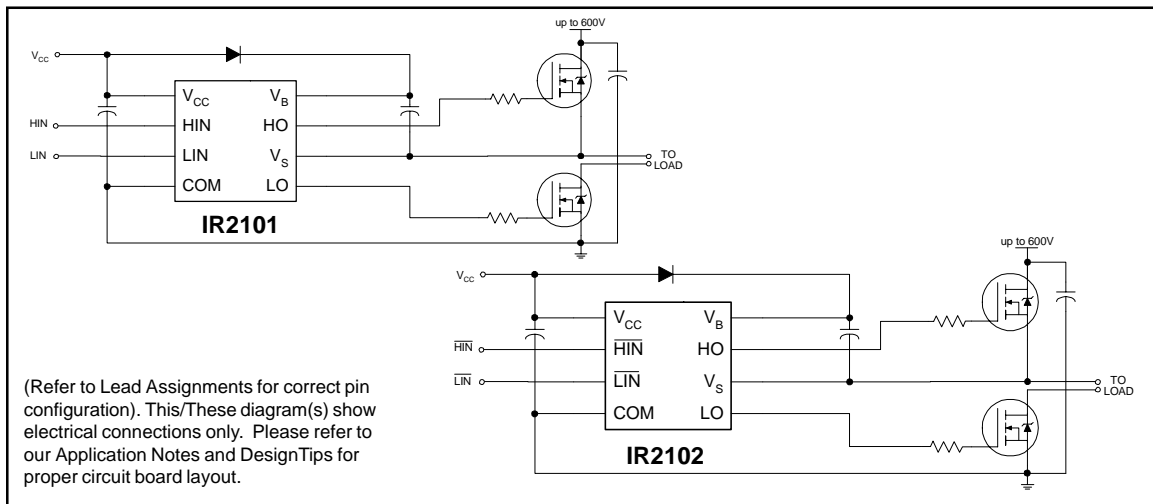 up to 600V
VCC
VCC VB
HIN HIN HO
LIN LIN VS TO
LOAD
COM LO
IR2101
up to 600V
VCC
VCC VB
HIN HIN HO
LIN LIN VS TO
LOAD
COM LO
IR2102
(Refer to Lead Assignments for correct pin
configuration). This/These diagram(s) show
electrical connections only. Please refer to
our Application Notes and DesignTips for
proper circuit board layout.